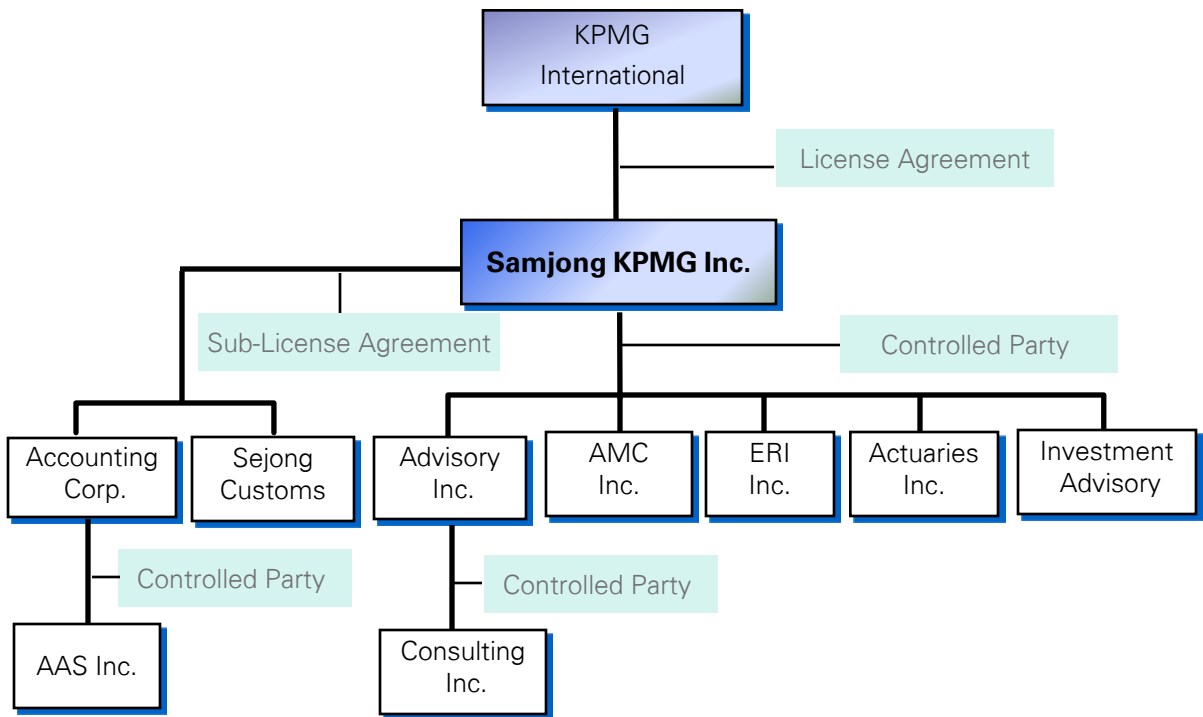 KPMG
International
License Agreement
Samjong KPMG Inc.
Sub-License Agreement
Controlled Party
Accounting
Corp.
Sejong
Customs
Advisory
Inc.
AMC
Inc.
ERI
Inc.
Actuaries
Inc.
Investment
Advisory
Controlled Party
Controlled Party
AAS Inc.
Consulting
Inc.